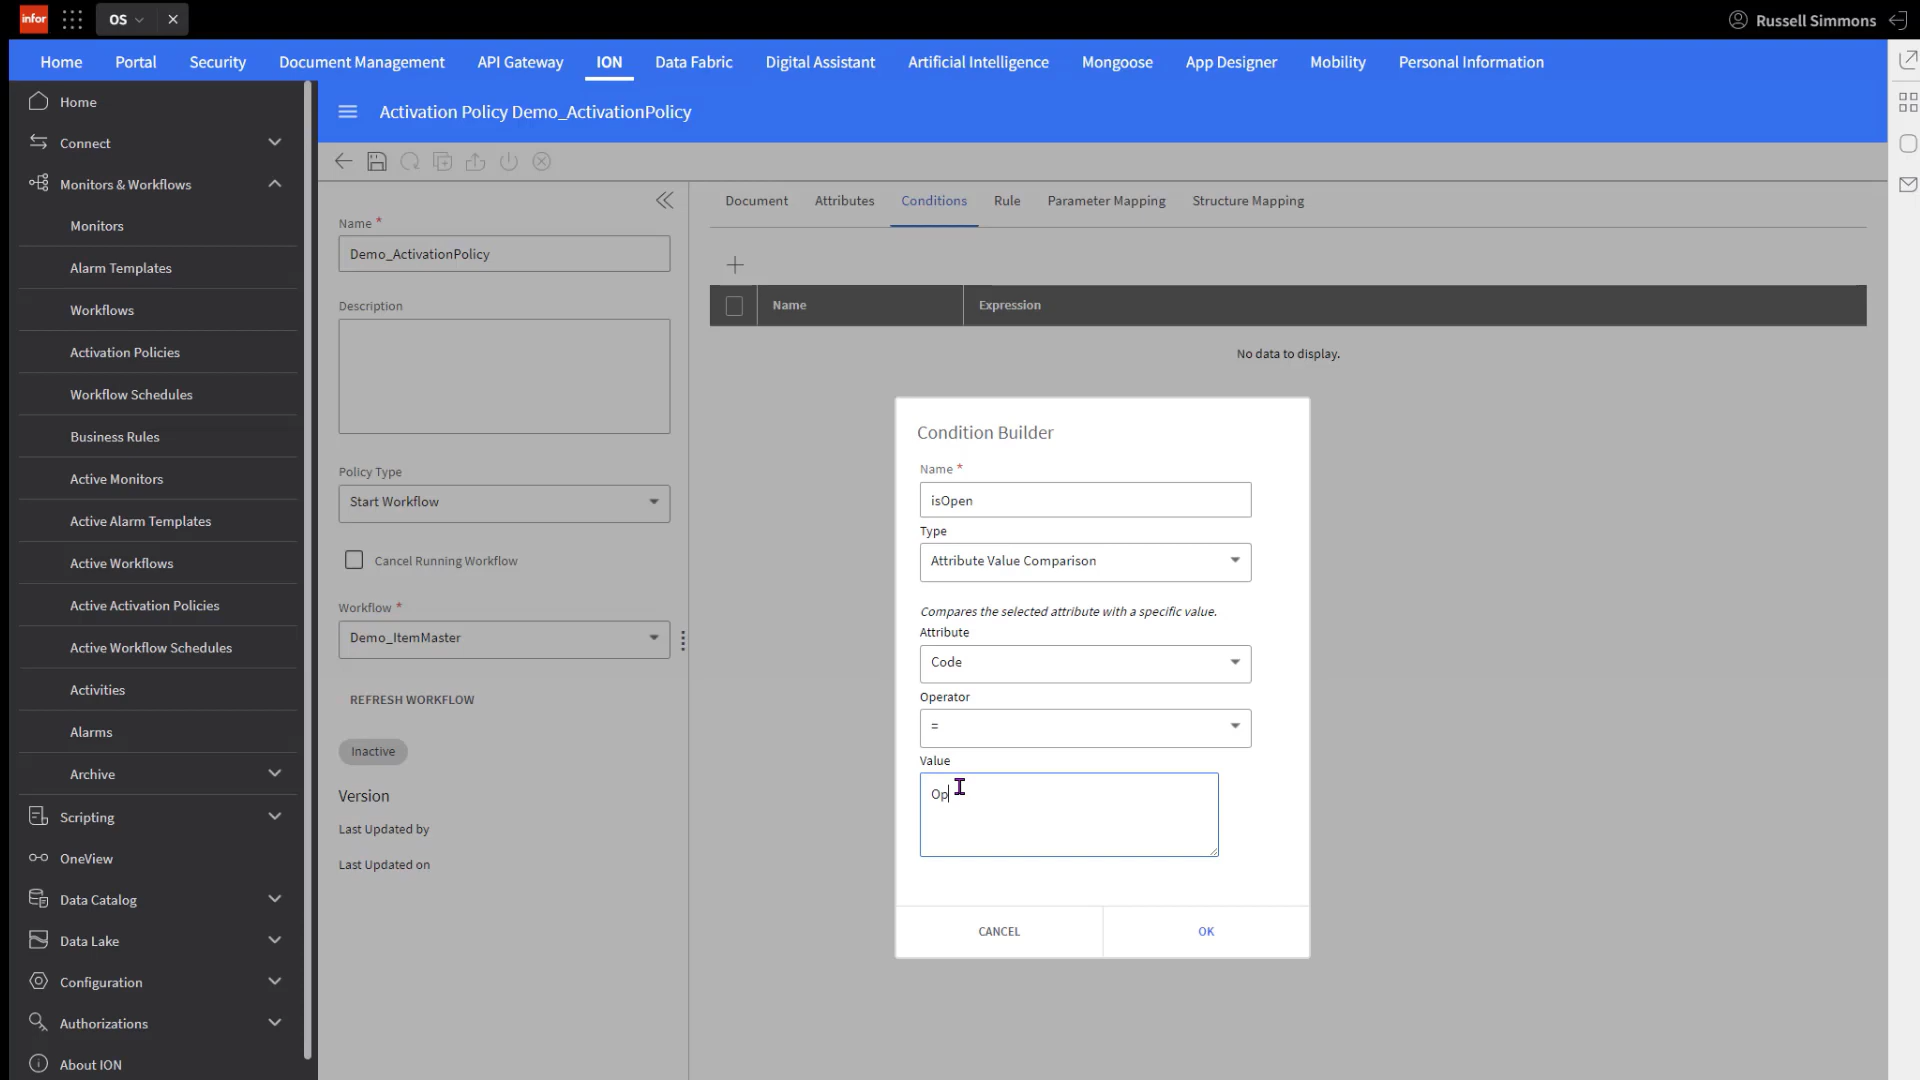 infor
OS
Russell Simmons
Home Portal Security Document Management API Gateway ION Data Fabric Digital Assistant Artificial Intelligence Mongoose App Designer Mobility Personal Information
Activation Policy Demo_ActivationPolicy
Home
Connect
Monitors & Workflows
Monitors
Alarm Templates
Workflows
Activation Policies
Workflow Schedules
Business Rules
Active Monitors
Active Alarm Templates
Active Workflows
Active Activation Policies
Active Workflow Schedules
Activities
Alarms
Archive
Scripting
OneView
Data Catalog
Data Lake
Configuration
Authorizations
About ION
Name *
Demo_ActivationPolicy
Description
Policy Type
Start Workflow
Cancel Running Workflow
Workflow *
Demo_ItemMaster
REFRESH WORKFLOW
Inactive
Version
Last Updated by
Last Updated on
Document Attributes Conditions Rule Parameter Mapping Structure Mapping
Name Expression
No data to display.
Condition Builder
Name *
isOpen
Type
Attribute Value Comparison
Compares the selected attribute with a specific value.
Attribute
Code
Operator
=
Value
Op
CANCEL OK